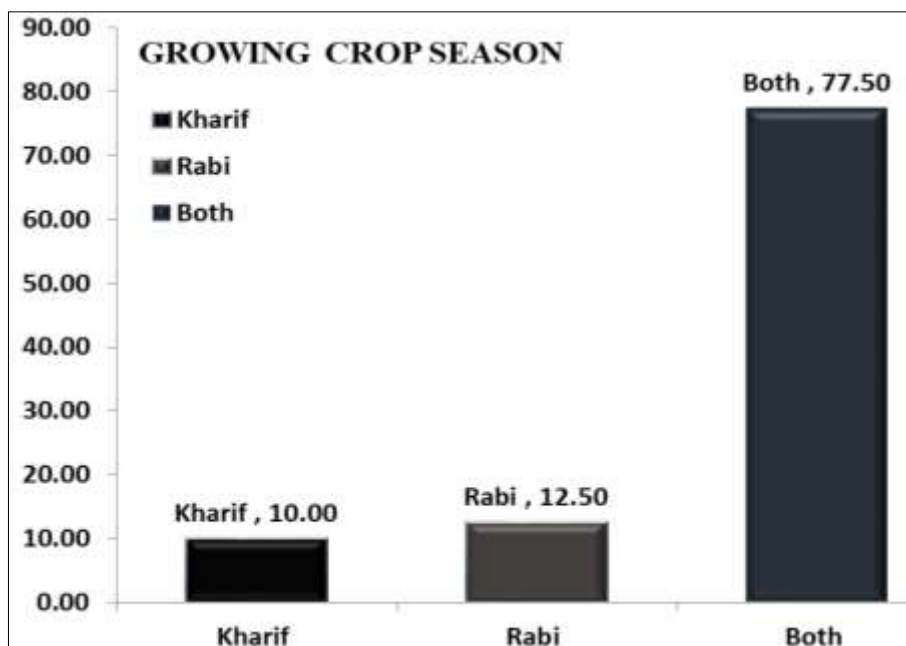 GROWING CROP SEASON
Kharif
Rabi
Both
90.00
80.00
70.00
60.00
50.00
40.00
30.00
20.00
10.00
0.00
Kharif , 10.00
Rabi , 12.50
Both , 77.50
Kharif
Rabi
Both